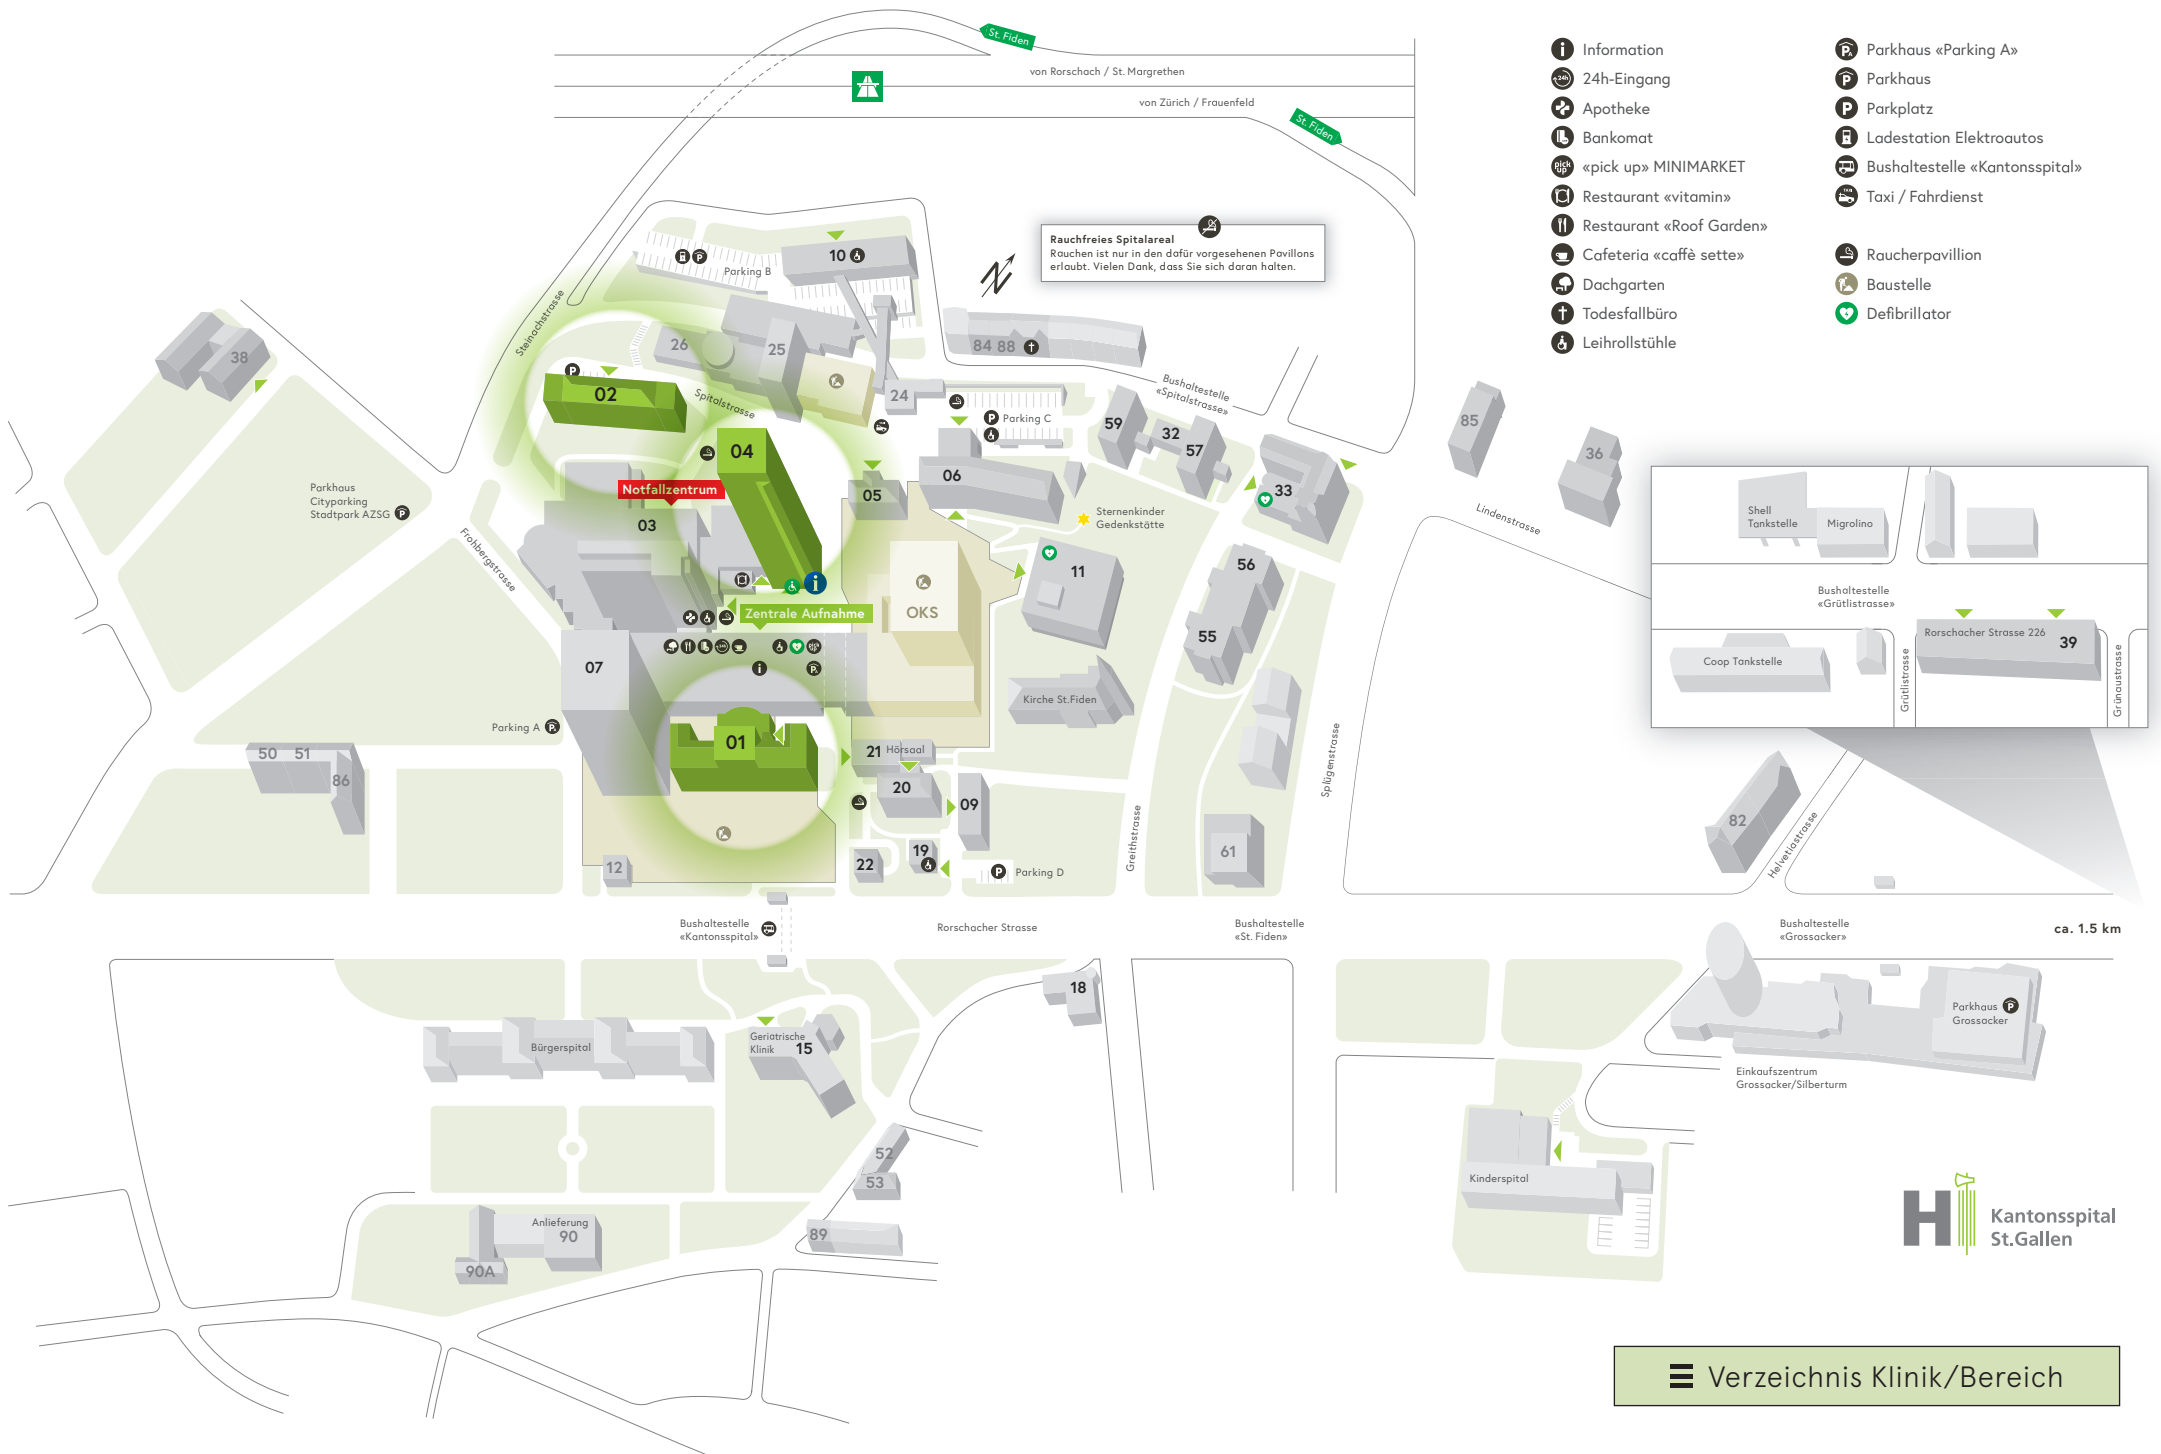 St. Fiden
von Rorschach / St. Margrethen
von Zürich / Frauenfeld
St. Fiden
Information
24h-Eingang
Apotheke
Bankomat
«pick up» MINIMARKET
Restaurant «vitamin»
Restaurant «Roof Garden»
Cafeteria «caffè sette»
Dachgarten
Todesfallbüro
Leihrollstühle
Parkhaus «Parking A»
Parkhaus
Parkplatz
Ladestation Elektroautos
Bushaltestelle «Kantonsspital»
Taxi / Fahrdienst
Raucherpavillion
Baustelle
Defibrillator
Rauchfreies Spitalareal
Rauchen ist nur in den dafür vorgesehenen Pavillons
erlaubt. Vielen Dank, dass Sie sich daran halten.
N
Parking B
10
Steinachstrasse
38
26
25
84 88
02
Spitalstrasse
24
Bushaltestelle
«Spitalstrasse»
Parking C
59
32
57
85
36
04
Notfallzentrum
03
05
06
33
Parkhaus
Cityparking
Stadtpark AZSG
Frohbergstrasse
Sternenkinder
Gedenkstätte
Lindenstrasse
Shell
Tankstelle
Migrolino
11
56
Zentrale Aufnahme
OKS
55
Bushaltestelle
«Grütlistrasse»
Rorschacher Strasse 226
39
Coop Tankstelle
Grütlistrasse
Grünaustrasse
07
Kirche St.Fiden
Parking A
01
21
Hörsaal
50
51
86
20
09
Splügenstrasse
Greithstrasse
82
Helvetiastrasse
12
22
19
Parking D
61
Bushaltestelle
«Kantonsspital»
Rorschacher Strasse
Bushaltestelle
«St. Fiden»
Bushaltestelle
«Grossacker»
ca. 1.5 km
18
Parkhaus
Grossacker
Bürgerspital
Geriatrische
Klinik
15
Einkaufszentrum
Grossacker/Silberturm
52
53
Kinderspital
Anlieferung
90
89
90A
H
Kantonsspital
St.Gallen
Verzeichnis Klinik/Bereich